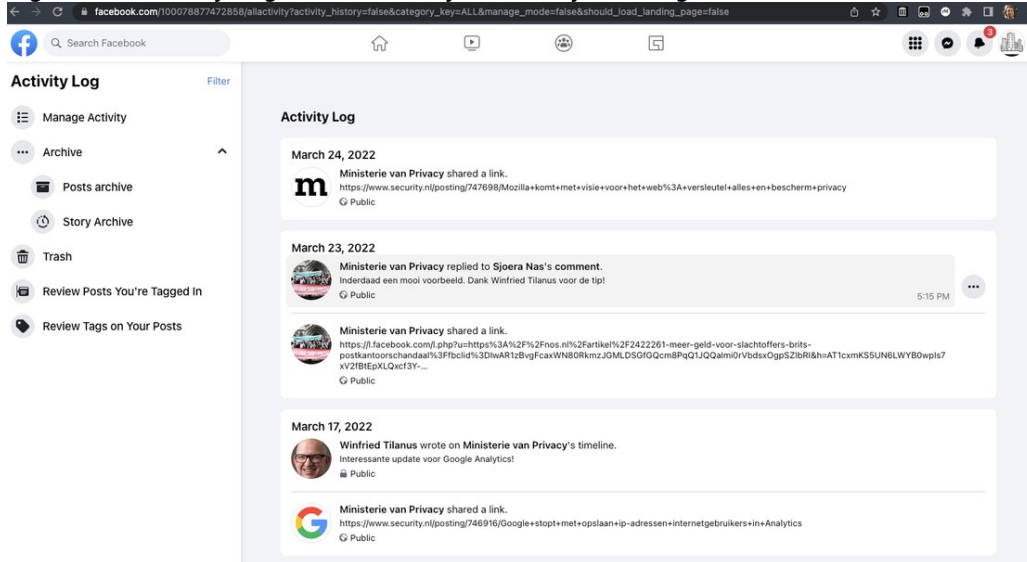 facebook.com/100078877472858/allactivity?activity_history=false&category_key=ALL&manage_mode=false&should_load_landing_page=false
Search Facebook
3
Activity Log
Filter
Manage Activity
Archive
Posts archive
Story Archive
Trash
Review Posts You're Tagged In
Review Tags on Your Posts
Activity Log
March 24, 2022
m
Ministerie van Privacy shared a link.
https://www.security.nl/posting/747698/Mozilla+komt+met+visie+voor+het+web%3A+versleutel+alles+en+bescherm+privacy
Public
March 23, 2022
Ministerie van Privacy replied to Sjoera Nas's comment.
Inderdaad een mooi voorbeeld. Dank Winfried Tilanus voor de tip!
Public
5:15 PM
Ministerie van Privacy shared a link.
https://l.facebook.com/l.php?u=https%3A%2F%2Fnos.nl%2Fartikel%2F2422261-meer-geld-voor-slachtoffers-brits-
postkantoorschandaal%3Ffbclid%3DIwAR1zBvgFcaxWN80RkmzJGMLDSGfGQcm8PqQ1JQQalmi0rVbdsxOgpSZlbRI&h=AT1cxmKS5UN6LWYB0wpIs7
xV2fBtEpXLQxcf3Y-...
Public
March 17, 2022
Winfried Tilanus wrote on Ministerie van Privacy's timeline.
Interessante update voor Google Analytics!
Public
Ministerie van Privacy shared a link.
https://www.security.nl/posting/746916/Google+stopt+met+opslaan+ip-adressen+internetgebruikers+in+Analytics
Public